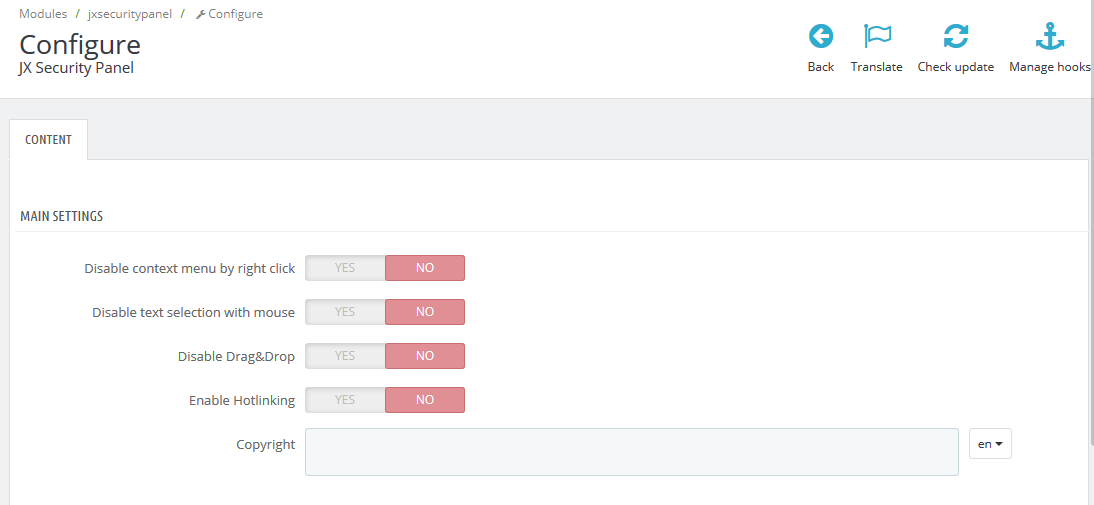 Modules / jxsecuritypanel / Configure
Configure
JX Security Panel
Back Translate Check update Manage hooks
CONTENT
MAIN SETTINGS
Disable context menu by right click YES NO
Disable text selection with mouse YES NO
Disable Drag&Drop YES NO
Enable Hotlinking YES NO
Copyright en